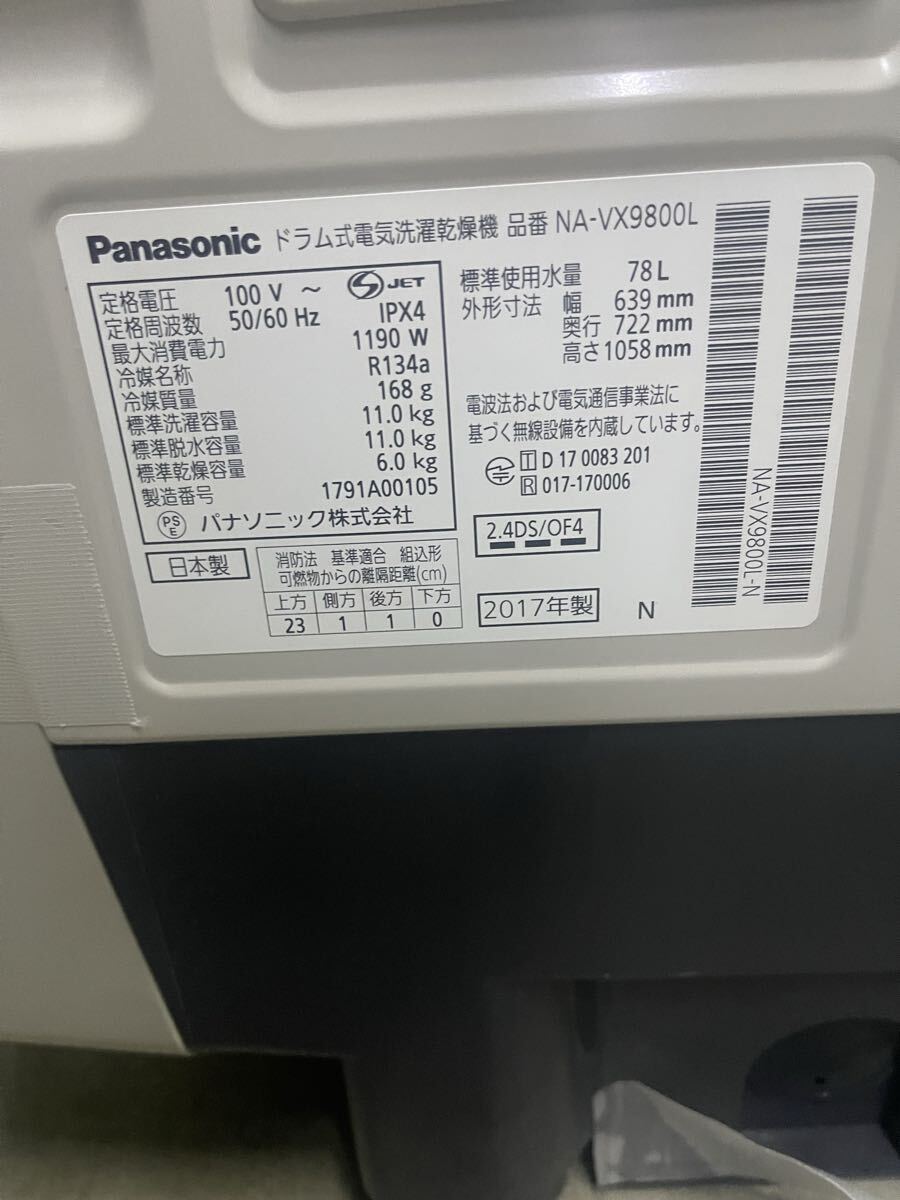 Panasonic ドラム式電気洗濯乾燥機 品番 NA-VX9800L
定格電圧 100 V ～ S JET
定格周波数 50/60 Hz IPX4
最大消費電力 1190 W
冷媒名称 R134a
冷媒質量 168 g
標準洗濯容量 11.0 kg
標準脱水容量 11.0 kg
標準乾燥容量 6.0 kg
製造番号 1791A00105
PS E パナソニック株式会社
標準使用水量 78 L
外形寸法 幅 639 mm
奥行 722 mm
高さ 1058 mm
電波法および電気通信事業法に
基づく無線設備を内蔵しています。
T D 17 0083 201
R 017-170006
2.4DS/OF4
日本製
消防法 基準適合 組込形
可燃物からの離隔距離(cm)
上方 側方 後方 下方
23 1 1 0
2017年製 N
NA-VX9800L-N